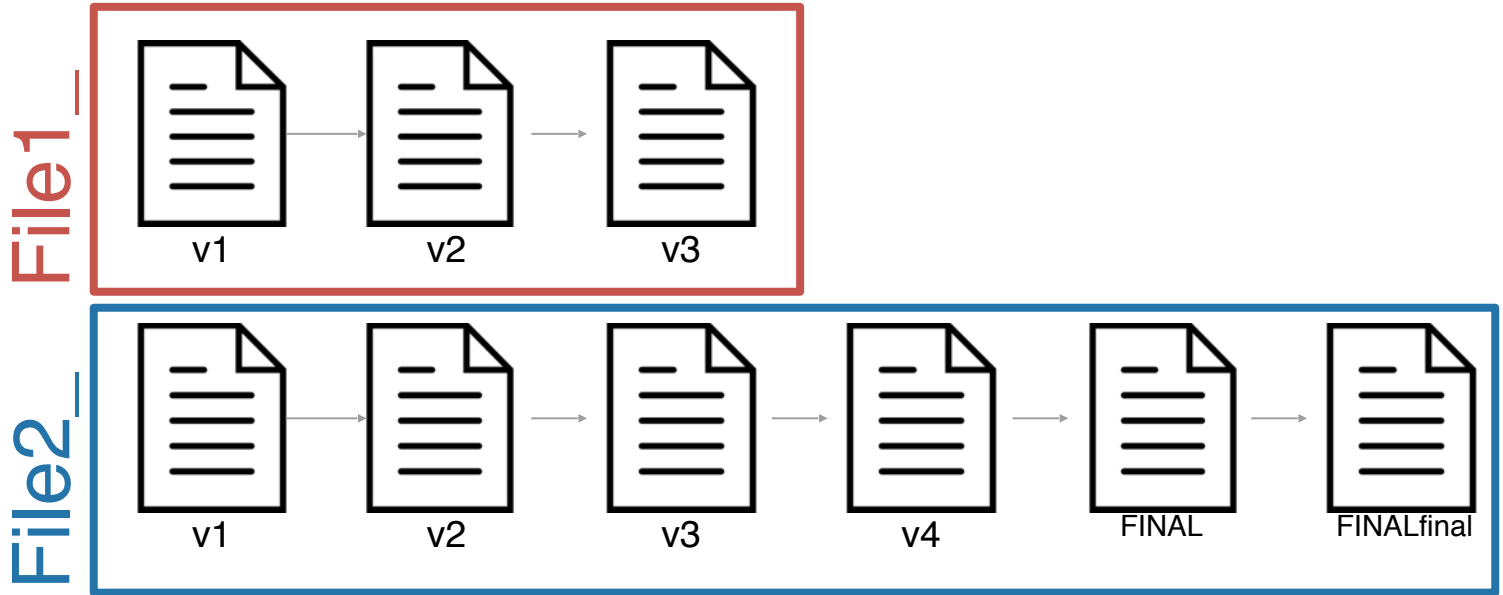 File1_
v1 v2 v3
File2_
v1 v2 v3 v4 FINAL FINALfinal